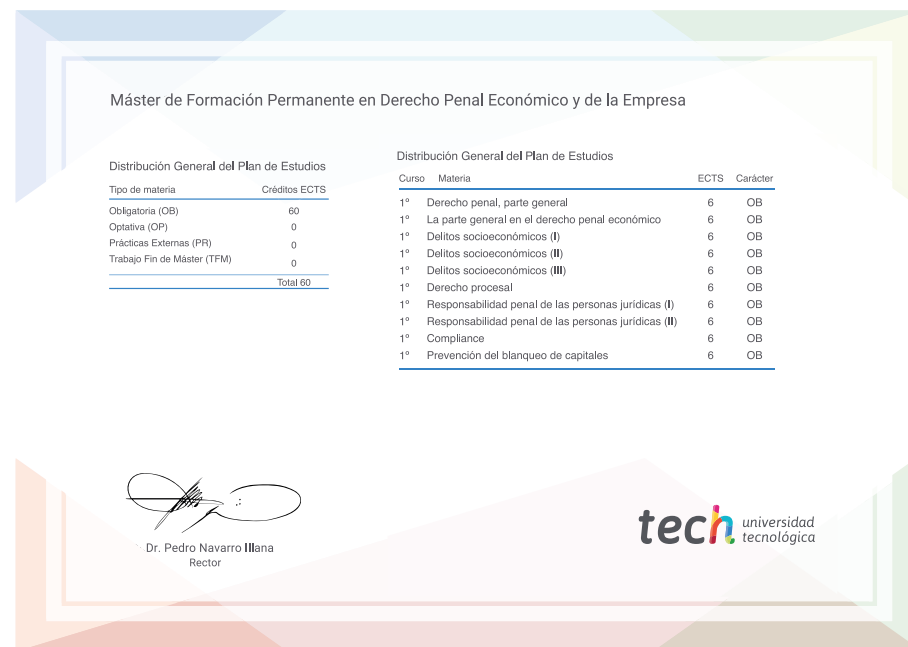 Máster de Formación Permanente en Derecho Penal Económico y de la Empresa
Distribución General del Plan de Estudios
Tipo de materia Créditos ECTS
Obligatoria (OB) 60
Optativa (OP) 0
Prácticas Externas (PR) 0
Trabajo Fin de Máster (TFM) 0
Total 60
Distribución General del Plan de Estudios
Curso Materia ECTS Carácter
1º Derecho penal, parte general 6 OB
1º La parte general en el derecho penal económico 6 OB
1º Delitos socioeconómicos (I) 6 OB
1º Delitos socioeconómicos (II) 6 OB
1º Delitos socioeconómicos (III) 6 OB
1º Derecho procesal 6 OB
1º Responsabilidad penal de las personas jurídicas (I) 6 OB
1º Responsabilidad penal de las personas jurídicas (II) 6 OB
1º Compliance 6 OB
1º Prevención del blanqueo de capitales 6 OB
Dr. Pedro Navarro Illana
Rector
tech universidad
tecnológica